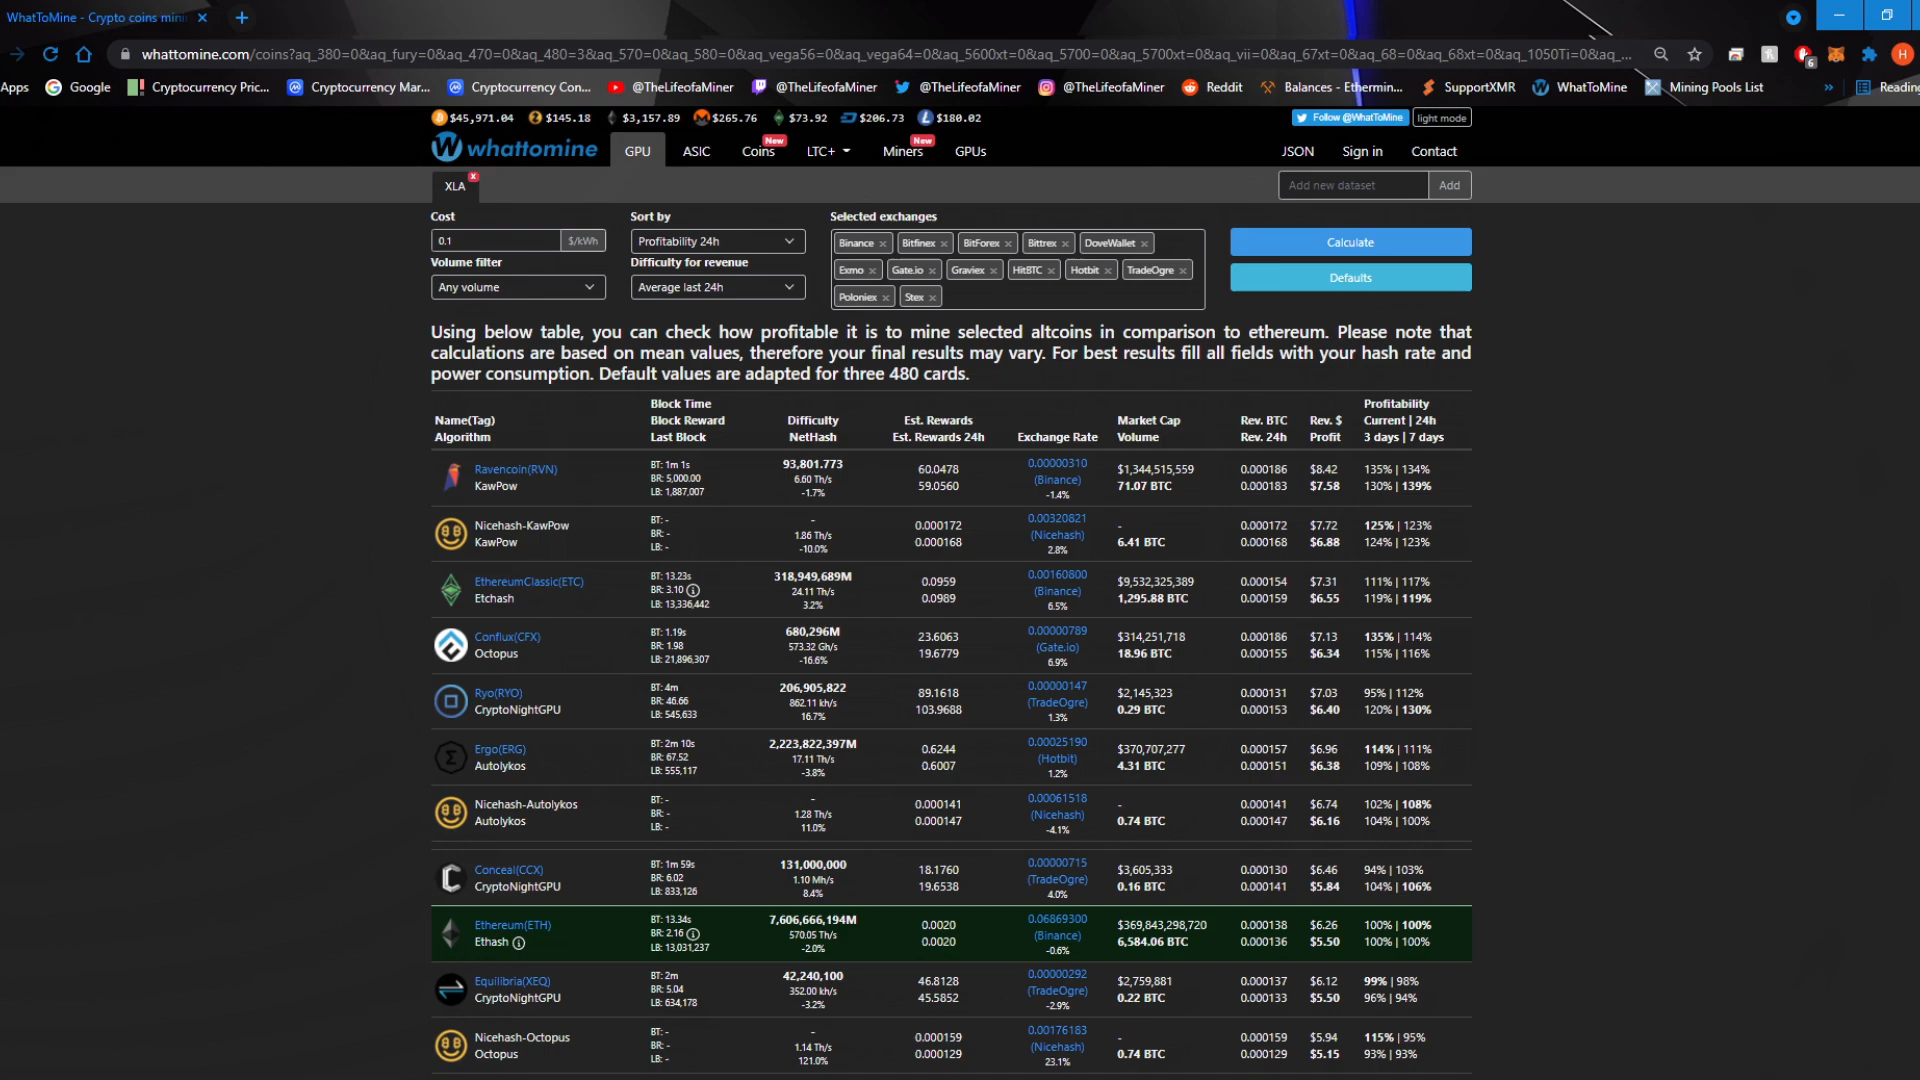 WhatToMine - Crypto coins mini
whattomine.com/coins?aq_380=0&aq_fury=0&aq_470=0&aq_480=3&aq_570=0&aq_580=0&aq_vega56=0&aq_vega64=0&aq_5600xt=0&aq_5700=0&aq_5700xt=0&aq_vii=0&aq_67xt=0&aq_68=0&aq_68xt=0&aq_1050Ti=0&aq_...
6
H
Apps Google Cryptocurrency Pric... Cryptocurrency Mar... Cryptocurrency Con... @TheLifeofaMiner @TheLifeofaMiner @TheLifeofaMiner @TheLifeofaMiner Reddit Balances - Ethermin... SupportXMR WhatToMine Mining Pools List » Reading
$45,971.04 $145.18 $3,157.89 $265.76 $73.92 $206.73 $180.02 Follow @WhatToMine light mode
whattomine GPU ASIC Coins New LTC+ Miners New GPUs JSON Sign in Contact
XLA x Add new dataset Add
Cost Sort by Selected exchanges
0.1 $/kWh Profitability 24h Binance × Bitfinex × BitForex × Bittrex × DoveWallet × Calculate
Volume filter Difficulty for revenue Exmo × Gate.io × Graviex × HitBTC × Hotbit × TradeOgre × Defaults
Any volume Average last 24h Poloniex × Stex ×
Using below table, you can check how profitable it is to mine selected altcoins in comparison to ethereum. Please note that
calculations are based on mean values, therefore your final results may vary. For best results fill all fields with your hash rate and
power consumption. Default values are adapted for three 480 cards.
Block Time Profitability
Name(Tag) Block Reward Difficulty Est. Rewards Market Cap Rev. BTC Rev. $ Current | 24h
Algorithm Last Block NetHash Est. Rewards 24h Exchange Rate Volume Rev. 24h Profit 3 days | 7 days
BT: 1m 1s 93,801.773 0.00000310
Ravencoin(RVN) BR: 5,000.00 6.60 Th/s 60.0478 (Binance) $1,344,515,559 0.000186 $8.42 135% | 134%
KawPow LB: 1,887,007 -1.7% 59.0560 -1.4% 71.07 BTC 0.000183 $7.58 130% | 139%
BT: - - 0.00320821
Nicehash-KawPow BR: - 1.86 Th/s 0.000172 (Nicehash) - 0.000172 $7.72 125% | 123%
KawPow LB: - -10.0% 0.000168 2.8% 6.41 BTC 0.000168 $6.88 124% | 123%
BT: 13.23s 318,949,689M 0.00160800
EthereumClassic(ETC) BR: 3.10 24.11 Th/s 0.0959 (Binance) $9,532,325,389 0.000154 $7.31 111% | 117%
Etchash LB: 13,336,442 3.2% 0.0989 6.5% 1,295.88 BTC 0.000159 $6.55 119% | 119%
BT: 1.19s 680,296M 0.00000789
Conflux(CFX) BR: 1.98 573.32 Gh/s 23.6063 (Gate.io) $314,251,718 0.000186 $7.13 135% | 114%
Octopus LB: 21,896,307 -16.6% 19.6779 6.9% 18.96 BTC 0.000155 $6.34 115% | 116%
BT: 4m 206,905,822 0.00000147
Ryo(RYO) BR: 46.66 862.11 kh/s 89.1618 (TradeOgre) $2,145,323 0.000131 $7.03 95% | 112%
CryptoNightGPU LB: 545,633 16.7% 103.9688 1.3% 0.29 BTC 0.000153 $6.40 120% | 130%
BT: 2m 10s 2,223,822,397M 0.00025190
Ergo(ERG) BR: 67.52 17.11 Th/s 0.6244 (Hotbit) $370,707,277 0.000157 $6.96 114% | 111%
Autolykos LB: 555,117 -3.8% 0.6007 1.2% 4.31 BTC 0.000151 $6.38 109% | 108%
BT: - - 0.00061518
Nicehash-Autolykos BR: - 1.28 Th/s 0.000141 (Nicehash) - 0.000141 $6.74 102% | 108%
Autolykos LB: - 11.0% 0.000147 -4.1% 0.74 BTC 0.000147 $6.16 104% | 100%
BT: 1m 59s 131,000,000 0.00000715
Conceal(CCX) BR: 6.02 1.10 Mh/s 18.1760 (TradeOgre) $3,605,333 0.000130 $6.46 94% | 103%
CryptoNightGPU LB: 833,126 8.4% 19.6538 4.0% 0.16 BTC 0.000141 $5.84 104% | 106%
BT: 13.34s 7,606,666,194M 0.06869300
Ethereum(ETH) BR: 2.16 570.05 Th/s 0.0020 (Binance) $369,843,298,720 0.000138 $6.26 100% | 100%
Ethash LB: 13,031,237 -2.0% 0.0020 -0.6% 6,584.06 BTC 0.000136 $5.50 100% | 100%
BT: 2m 42,240,100 0.00000292
Equilibria(XEQ) BR: 5.04 352.00 kh/s 46.8128 (TradeOgre) $2,759,881 0.000137 $6.12 99% | 98%
CryptoNightGPU LB: 634,178 -3.2% 45.5852 -2.9% 0.22 BTC 0.000133 $5.50 96% | 94%
BT: - - 0.00176183
Nicehash-Octopus BR: - 1.14 Th/s 0.000159 (Nicehash) - 0.000159 $5.94 115% | 95%
Octopus LB: - 121.0% 0.000129 23.1% 0.74 BTC 0.000129 $5.15 93% | 93%